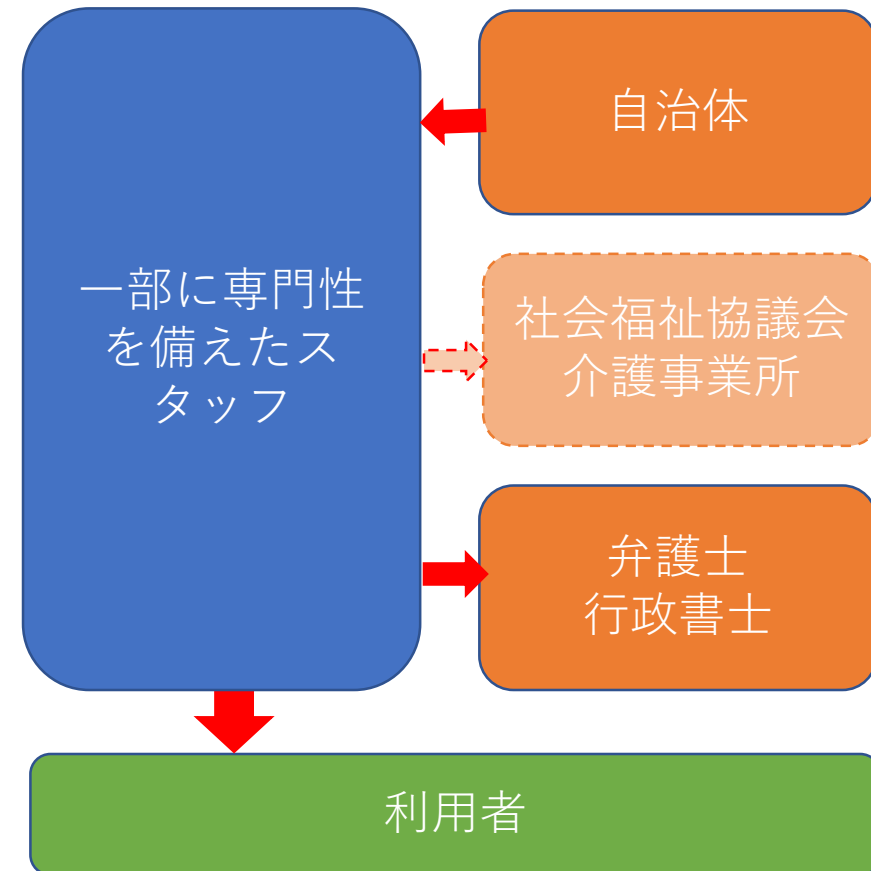 一部に専門性
を備えたス
タッフ
自治体
社会福祉協議会
介護事業所
弁護士
行政書士
利用者